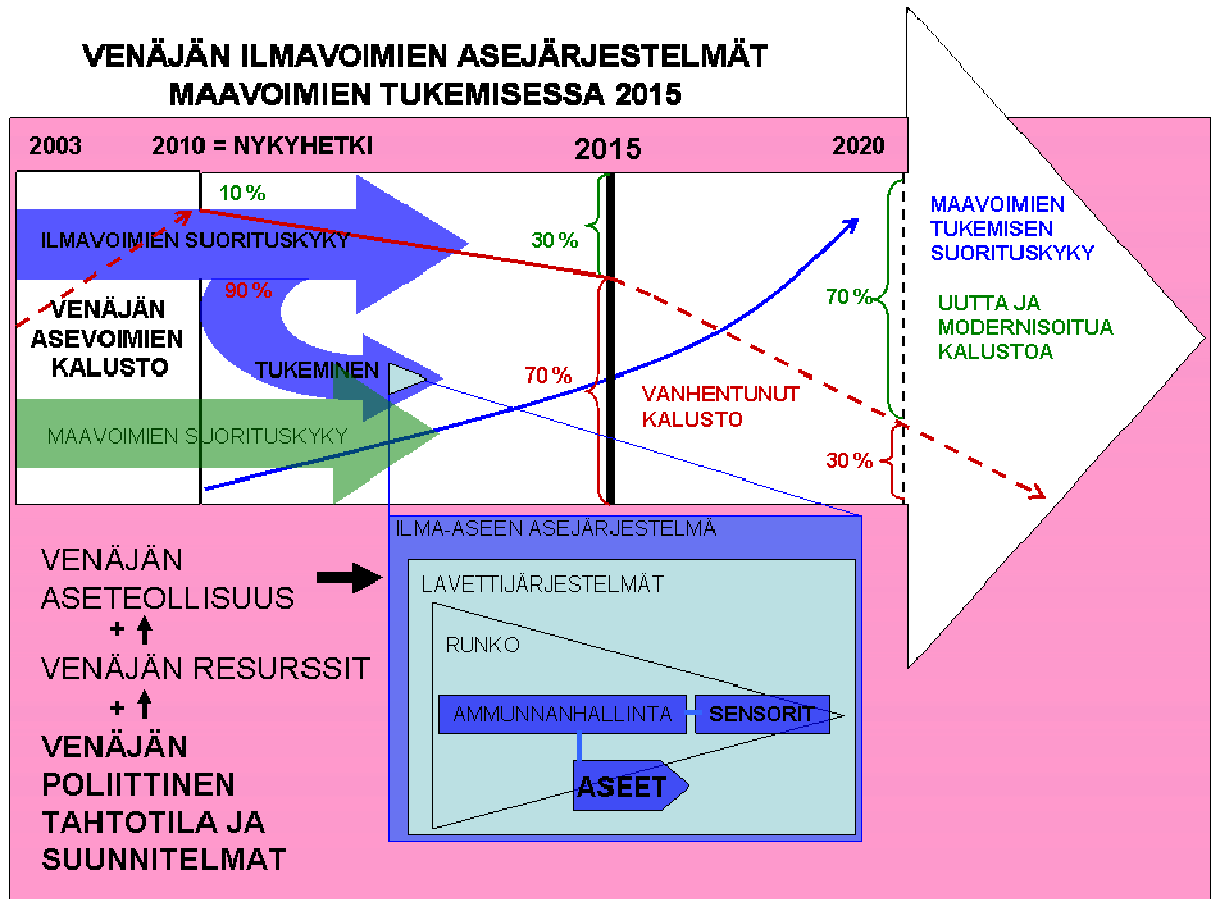 VENÄJÄN ILMAVOIMIEN ASEJÄRJESTELMÄT
MAAVOIMIEN TUKEMISESSA 2015
2003
2010 = NYKYHETKI
2015
2020
10 %
ILMAVOIMIEN SUORITUSKYKY
90 %
30 %
VENÄJÄN
ASEVOIMIEN
KALUSTO
TUKEMINEN
MAAVOIMIEN SUORITUSKYKY
70 %
VANHENTUNUT
KALUSTO
70 %
30 %
MAAVOIMIEN
TUKEMISEN
SUORITUSKYKY
UUTTA JA
MODERNISOITUA
KALUSTOA
VENÄJÄN
ASETEOLLISUUS
+
VENÄJÄN RESURSSIT
+
VENÄJÄN
POLIITTINEN
TAHTOTILA JA
SUUNNITELMAT
ILMA-ASEEN ASEJÄRJESTELMÄ
LAVETTIJÄRJESTELMÄT
RUNKO
AMMUNNANHALLINTA
SENSORIT
ASEET